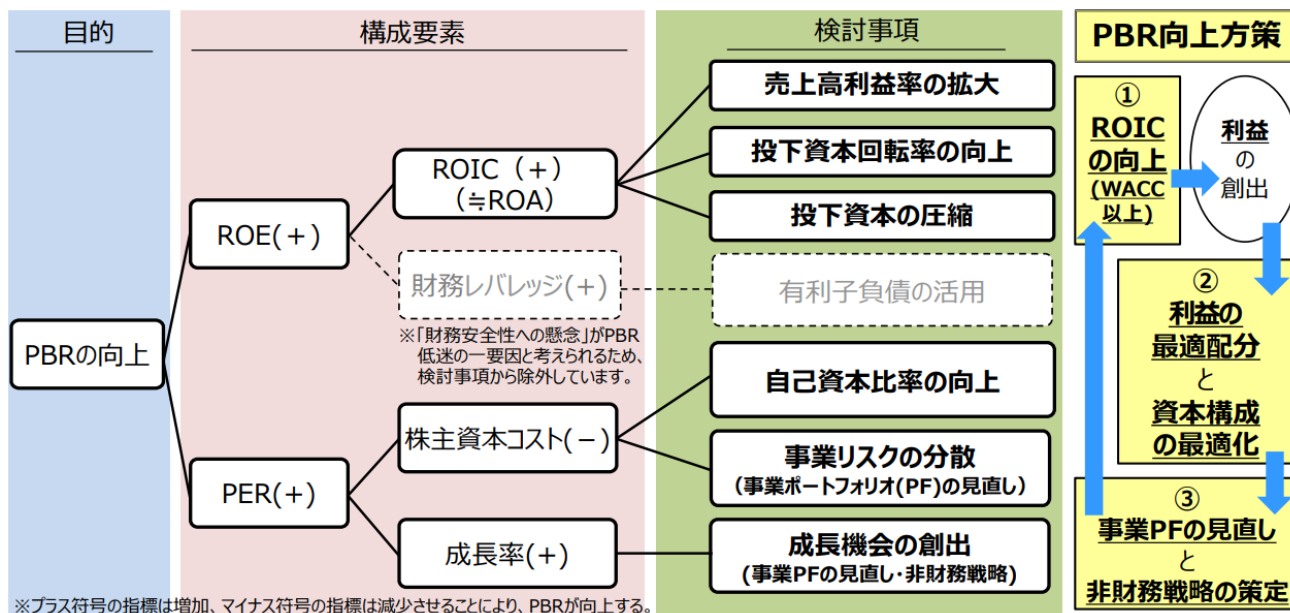 目的
構成要素
検討事項
PBR向上方策
PBRの向上
ROE(+)
PER(+)
ROIC（+）
（≒ROA）
財務レバレッジ(+)
※「財務安全性への懸念」がPBR
低迷の一要因と考えられるため、
検討事項から除外しています。
株主資本コスト(－)
成長率(+)
売上高利益率の拡大
投下資本回転率の向上
投下資本の圧縮
有利子負債の活用
自己資本比率の向上
事業リスクの分散
（事業ポートフォリオ(PF)の見直し）
成長機会の創出
(事業PFの見直し・非財務戦略)
①
ROIC
の向上
(WACC
以上)
利益
の
創出
②
利益の
最適配分
と
資本構成
の最適化
③
事業PFの見直し
と
非財務戦略の策定
※プラス符号の指標は増加、マイナス符号の指標は減少させることにより、PBRが向上する。